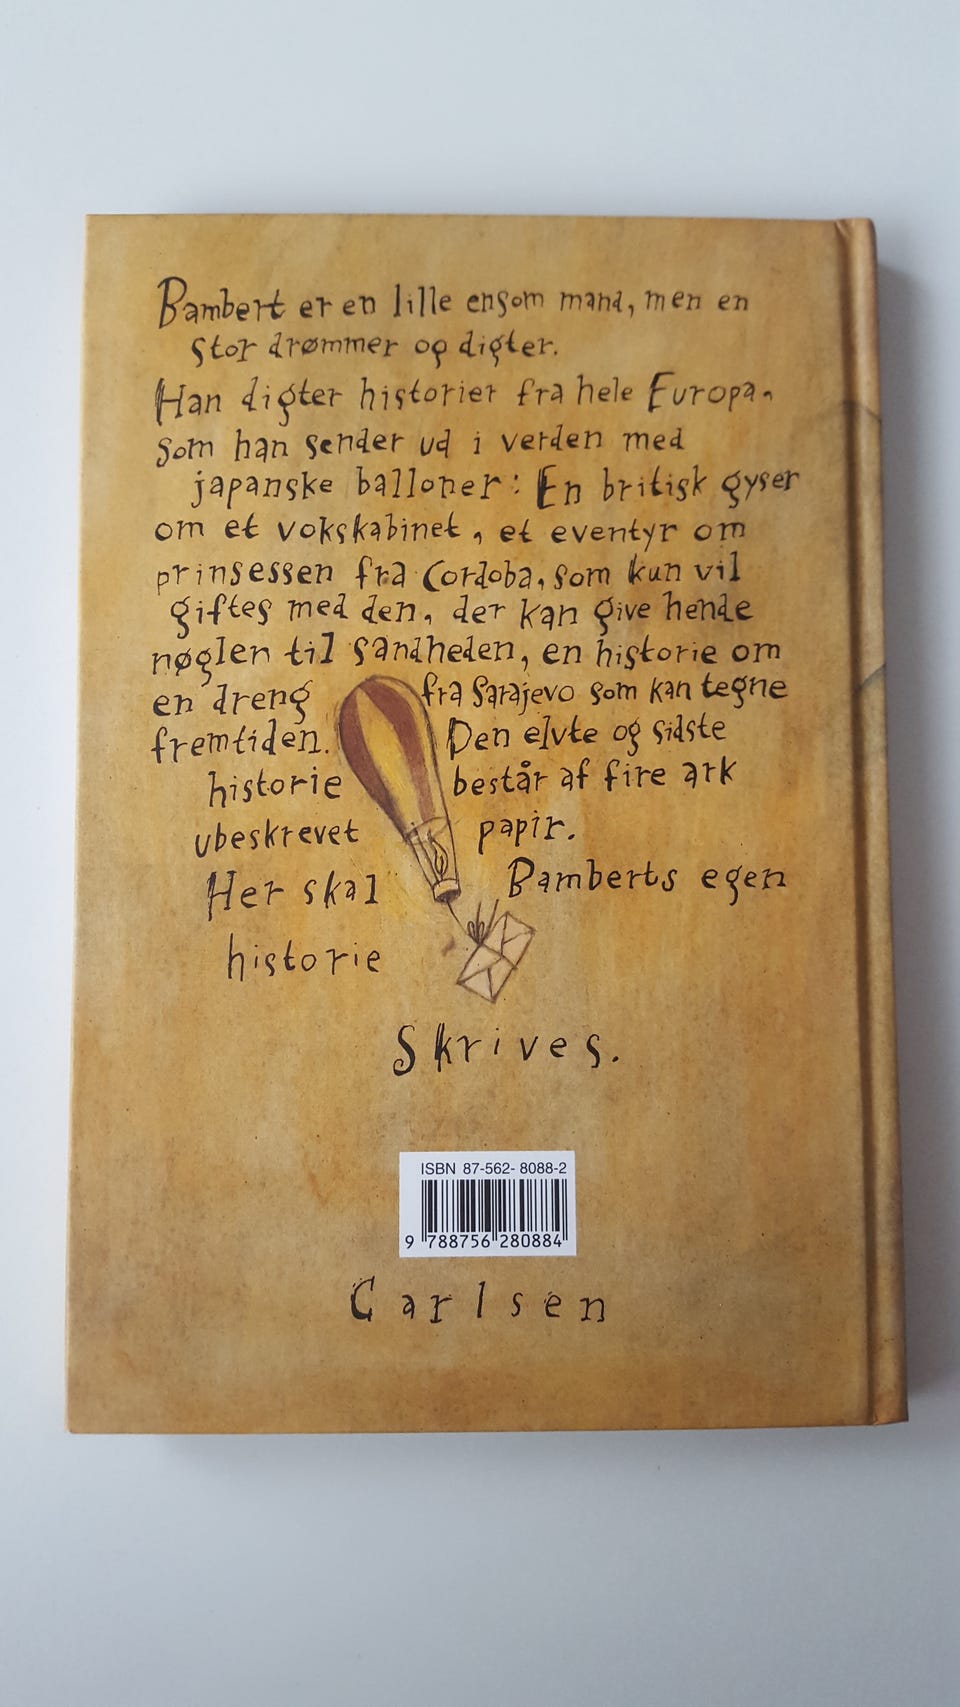 Bambert er en lille ensom mand, men en
stor drømmer og digter.
Han digter historier fra hele Europa,
som han sender ud i verden med
japanske balloner: En britisk gyser
om et vokskabinet, et eventyr om
prinsessen fra Cordoba, som kun vil
giftes med den, der kan give hende
nøglen til sandheden, en historie om
en dreng fra Sarajevo som kan tegne
fremtiden. Den elvte og sidste
historie består af fire ark
ubeskrevet papir.
Her skal Bamberts egen
historie
skrives.
ISBN 87-562-8088-2
9 788756 280884
Carlsen